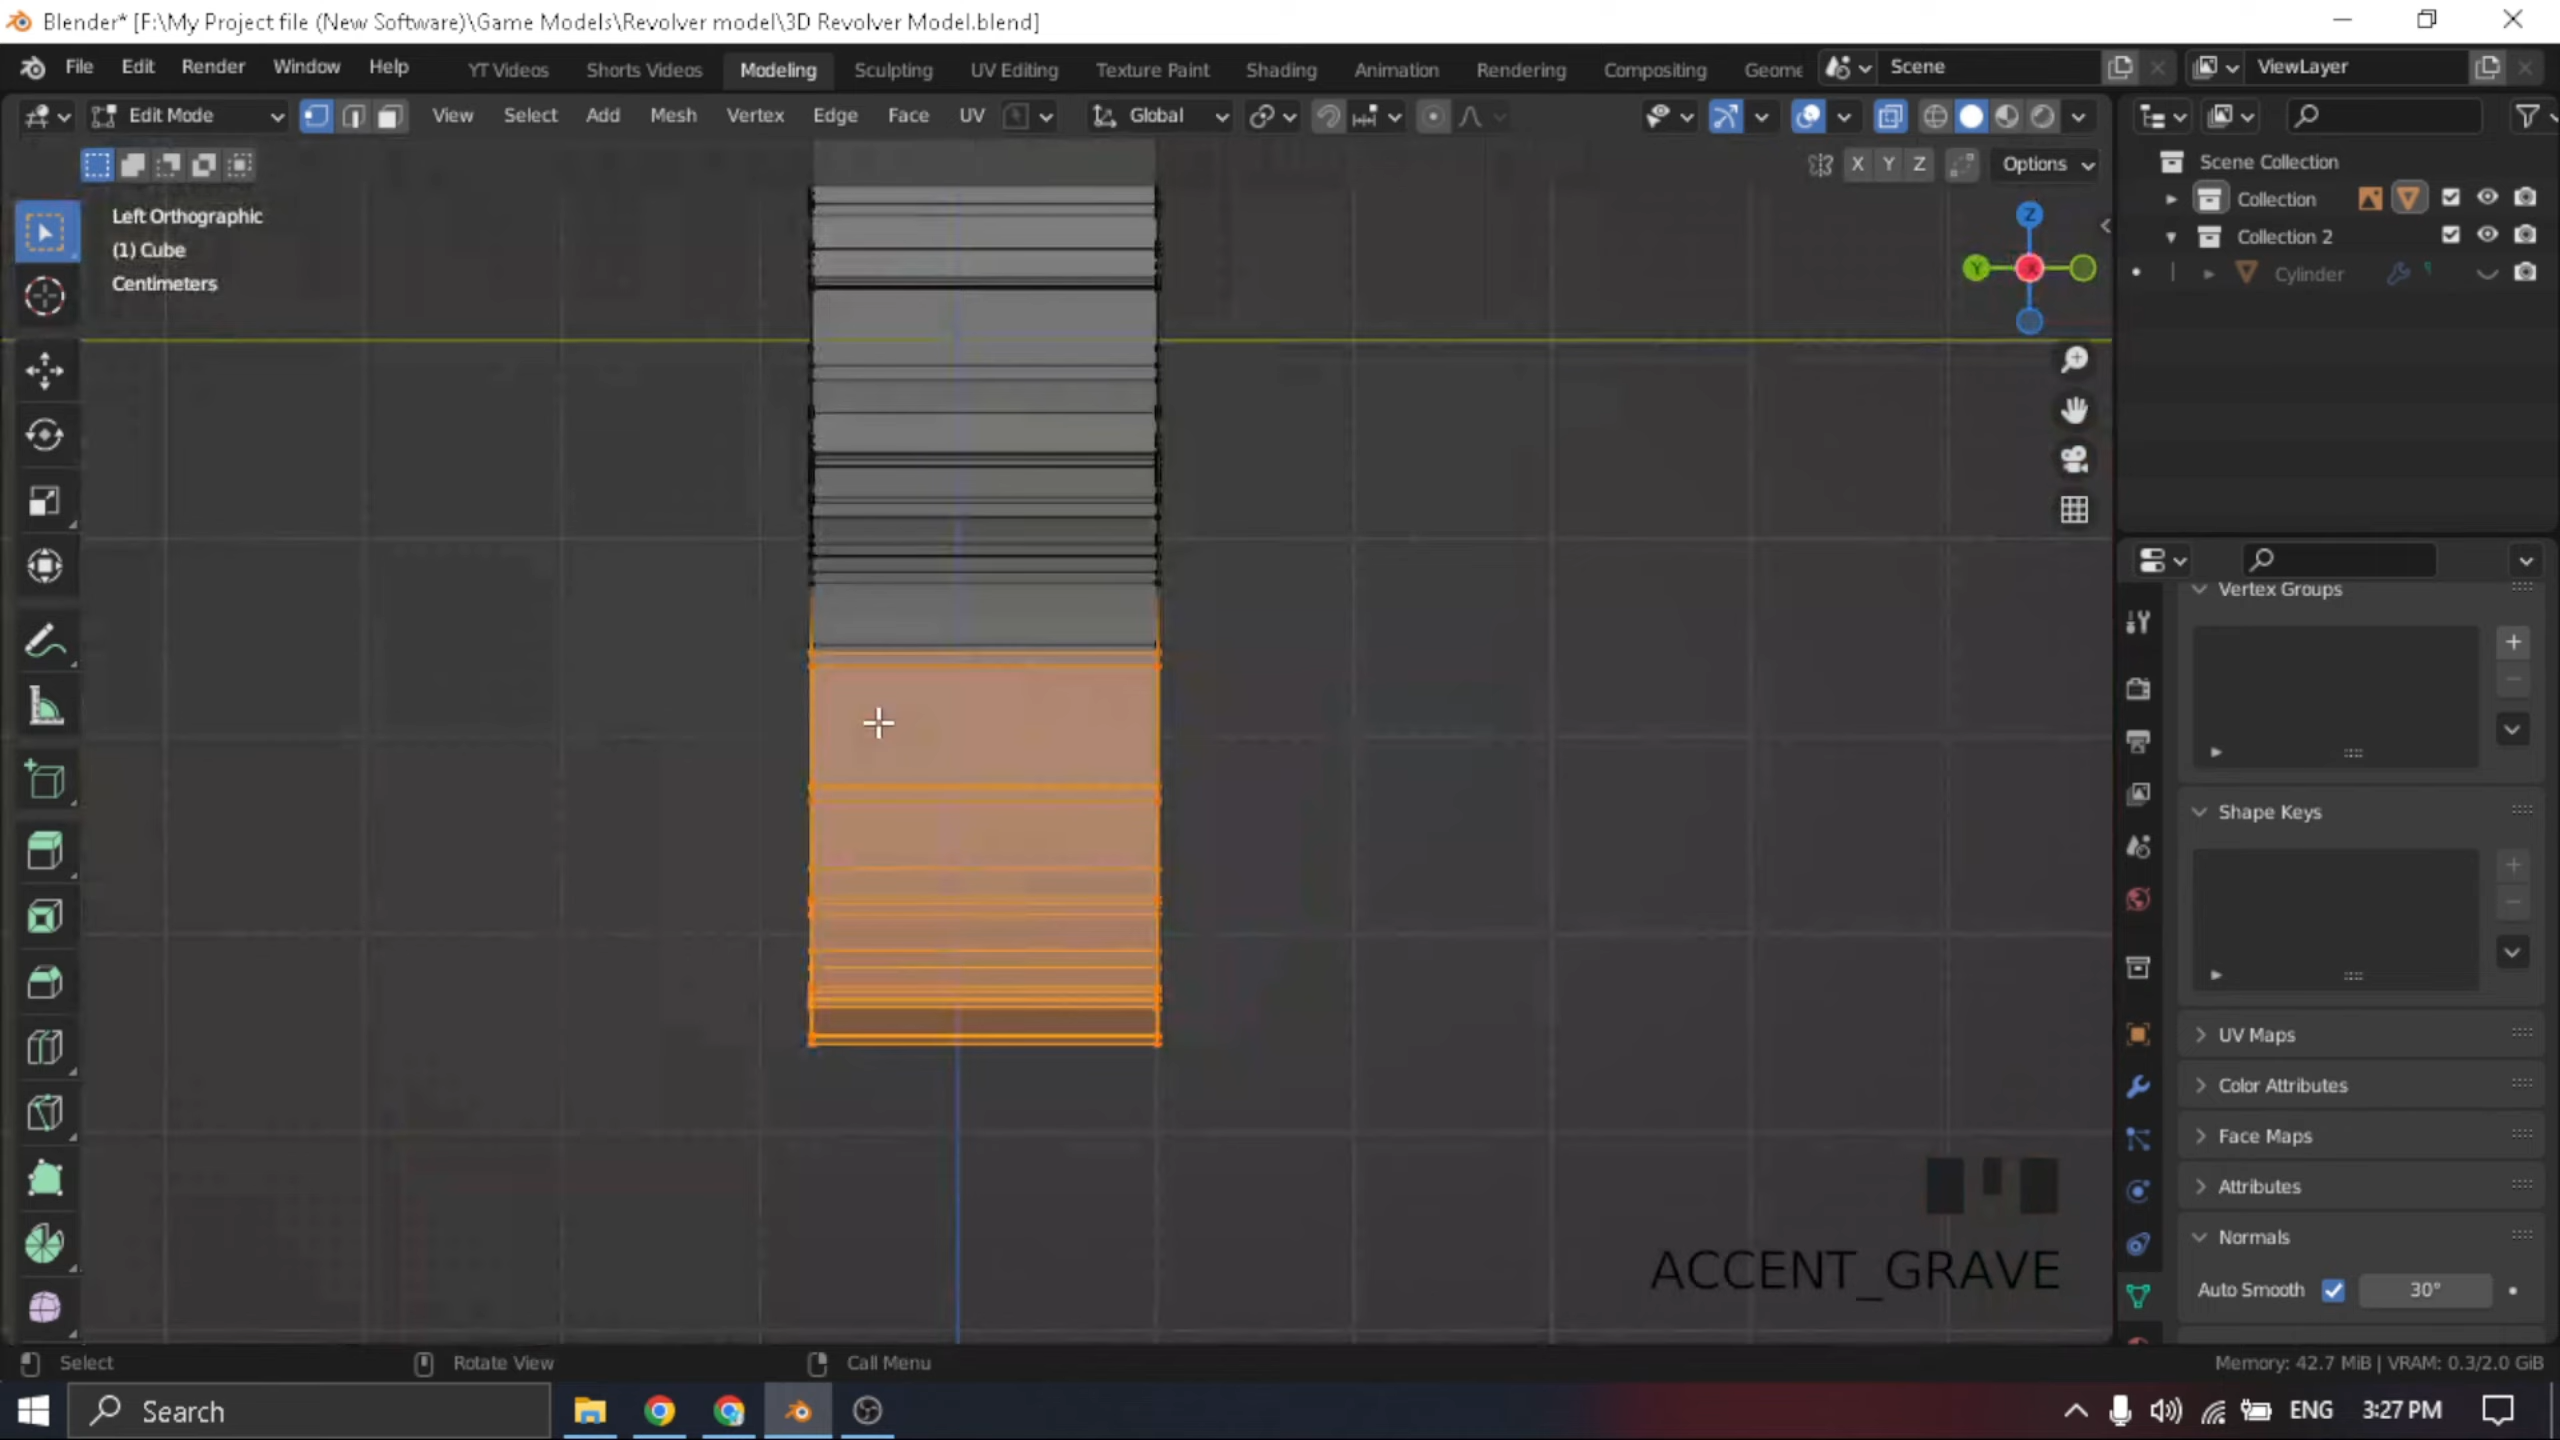 Blender* [F:\My Project file (New Software)\Game Models\Revolver model\3D Revolver Model.blend]
File Edit Render Window Help YT Videos Shorts Videos Modeling Sculpting UV Editing Texture Paint Shading Animation Rendering Compositing Geome Scene ViewLayer
Edit Mode View Select Add Mesh Vertex Edge Face UV Global
X Y Z Options
Scene Collection
Collection
Collection 2
Cylinder
Left Orthographic
(1) Cube
Centimeters
Z
Y
Vertex Groups
Shape Keys
UV Maps
Color Attributes
Face Maps
Attributes
Normals
Auto Smooth 30°
ACCENT_GRAVE
Select Rotate View Call Menu Memory: 42.7 MiB | VRAM: 0.3/2.0 GiB
Search ENG 3:27 PM